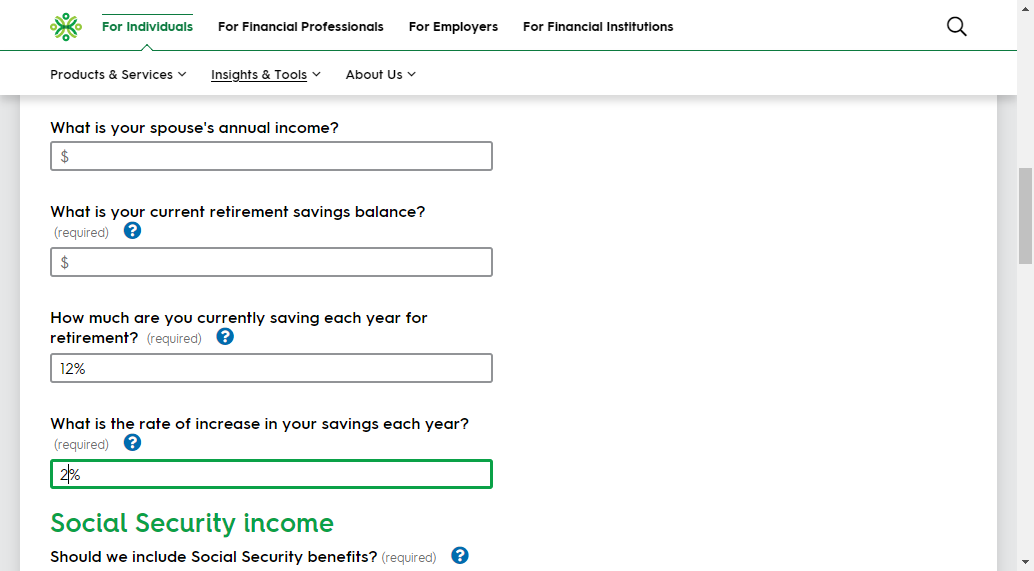 For Individuals For Financial Professionals For Employers For Financial Institutions
Products & Services Insights & Tools About Us
What is your spouse's annual income?
$
What is your current retirement savings balance?
(required) ?
$
How much are you currently saving each year for
retirement? (required) ?
12%
What is the rate of increase in your savings each year?
(required) ?
2%
Social Security income
Should we include Social Security benefits? (required) ?